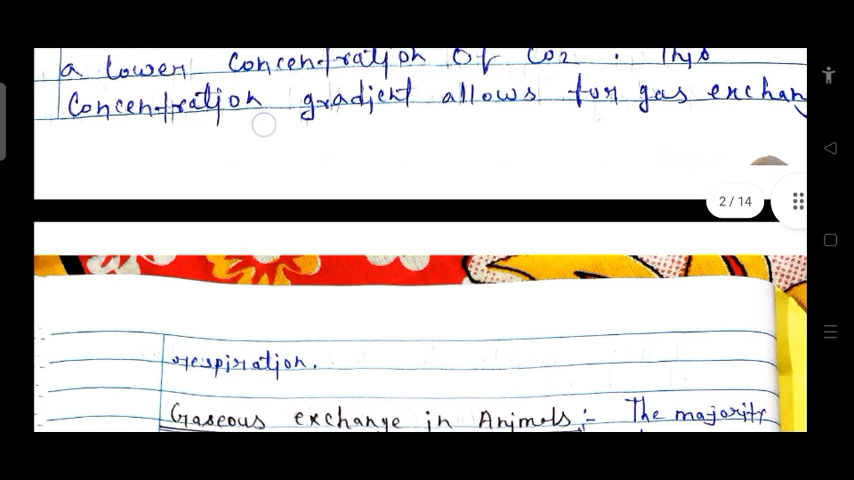 a lower concentration of CO2. This
Concentration gradient allows for gas exchan
2/14
respiration.
Gaseous exchange in Animals :- The majority